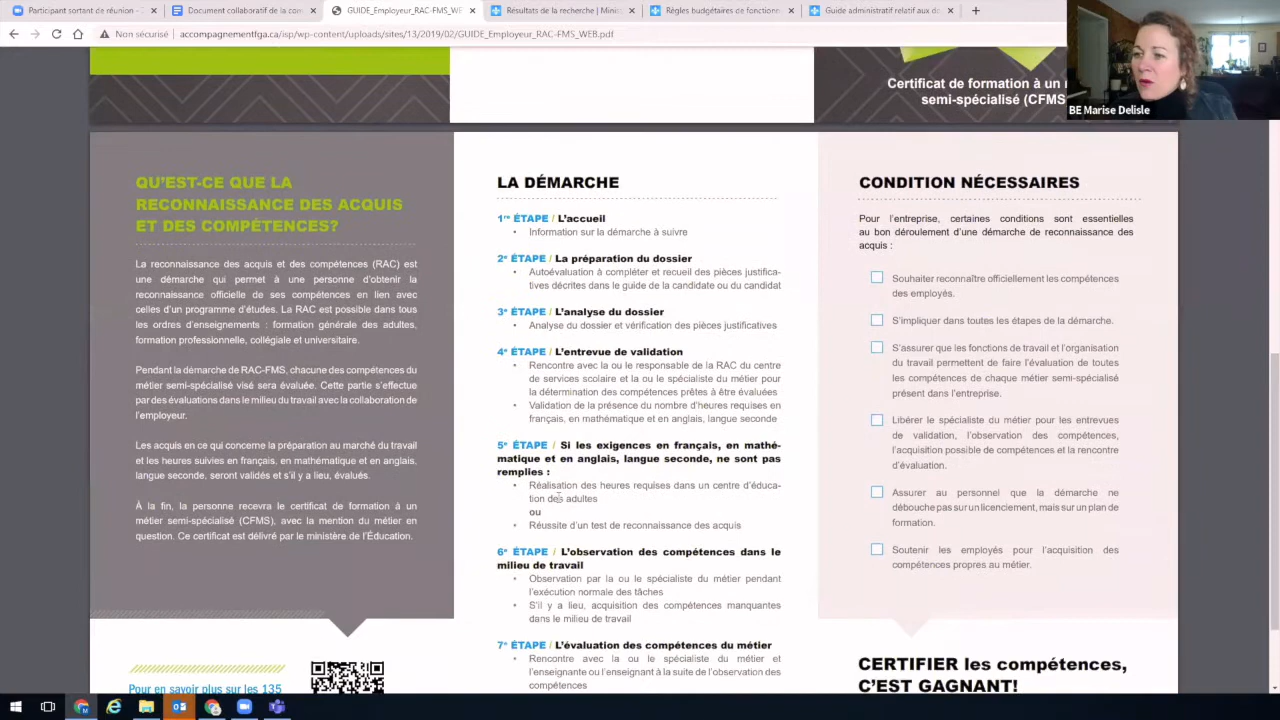 Participant sortant de réunion -
Document collaboratif de la com
GUIDE_Employeur_RAC-FMS_WE
Résultats de la recherche | Minis
Règles budgétaires de fonction
Guide administratif relatif aux do
Non sécurisé
accompagnementfga.ca/isp/wp-content/uploads/sites/13/2019/02/GUIDE_Employeur_RAC-FMS_WEB.pdf
Certificat de formation à un
semi-spécialisé (CFMS
BE Marise Delisle
QU'EST-CE QUE LA
RECONNAISSANCE DES ACQUIS
ET DES COMPÉTENCES?
La reconnaissance des acquis et des compétences (RAC) est
une démarche qui permet à une personne d'obtenir la
reconnaissance officielle de ses compétences en lien avec
celles d'un programme d'études. La RAC est possible dans tous
les ordres d'enseignements : formation générale des adultes,
formation professionnelle, collégiale et universitaire.
Pendant la démarche de RAC-FMS, chacune des compétences du
métier semi-spécialisé visé sera évaluée. Cette partie s'effectue
par des évaluations dans le milieu du travail avec la collaboration de
l'employeur.
Les acquis en ce qui concerne la préparation au marché du travail
et les heures suivies en français, en mathématique et en anglais,
langue seconde, seront validés et s'il y a lieu, évalués.
À la fin, la personne recevra le certificat de formation à un
métier semi-spécialisé (CFMS), avec la mention du métier en
question. Ce certificat est délivré par le ministère de l'Éducation.
Pour en savoir plus sur les 135
LA DÉMARCHE
1re ÉTAPE / L'accueil
• Information sur la démarche à suivre
2e ÉTAPE / La préparation du dossier
• Autoévaluation à compléter et recueil des pièces justifica-
tives décrites dans le guide de la candidate ou du candidat
3e ÉTAPE / L'analyse du dossier
• Analyse du dossier et vérification des pièces justificatives
4e ÉTAPE / L'entrevue de validation
• Rencontre avec la ou le responsable de la RAC du centre
de services scolaire et la ou le spécialiste du métier pour
la détermination des compétences prêtes à être évaluées
• Validation de la présence du nombre d'heures requises en
français, en mathématique et en anglais, langue seconde
5e ÉTAPE / Si les exigences en français, en mathé-
matique et en anglais, langue seconde, ne sont pas
remplies :
• Réalisation des heures requises dans un centre d'éduca-
tion des adultes
ou
• Réussite d'un test de reconnaissance des acquis
6e ÉTAPE / L'observation des compétences dans le
milieu de travail
• Observation par la ou le spécialiste du métier pendant
l'exécution normale des tâches
• S'il y a lieu, acquisition des compétences manquantes
dans le milieu de travail
7e ÉTAPE / L'évaluation des compétences du métier
• Rencontre avec la ou le spécialiste du métier et
l'enseignante ou l'enseignant à la suite de l'observation des
compétences
CONDITION NÉCESSAIRES
Pour l'entreprise, certaines conditions sont essentielles
au bon déroulement d'une démarche de reconnaissance des
acquis :
Souhaiter reconnaître officiellement les compétences
des employés.
S'impliquer dans toutes les étapes de la démarche.
S'assurer que les fonctions de travail et l'organisation
du travail permettent de faire l'évaluation de toutes
les compétences de chaque métier semi-spécialisé
présent dans l'entreprise.
Libérer le spécialiste du métier pour les entrevues
de validation, l'observation des compétences,
l'acquisition possible de compétences et la rencontre
d'évaluation.
Assurer au personnel que la démarche ne
débouche pas sur un licenciement, mais sur un plan de
formation.
Soutenir les employés pour l'acquisition des
compétences propres au métier.
CERTIFIER les compétences,
C'EST GAGNANT!